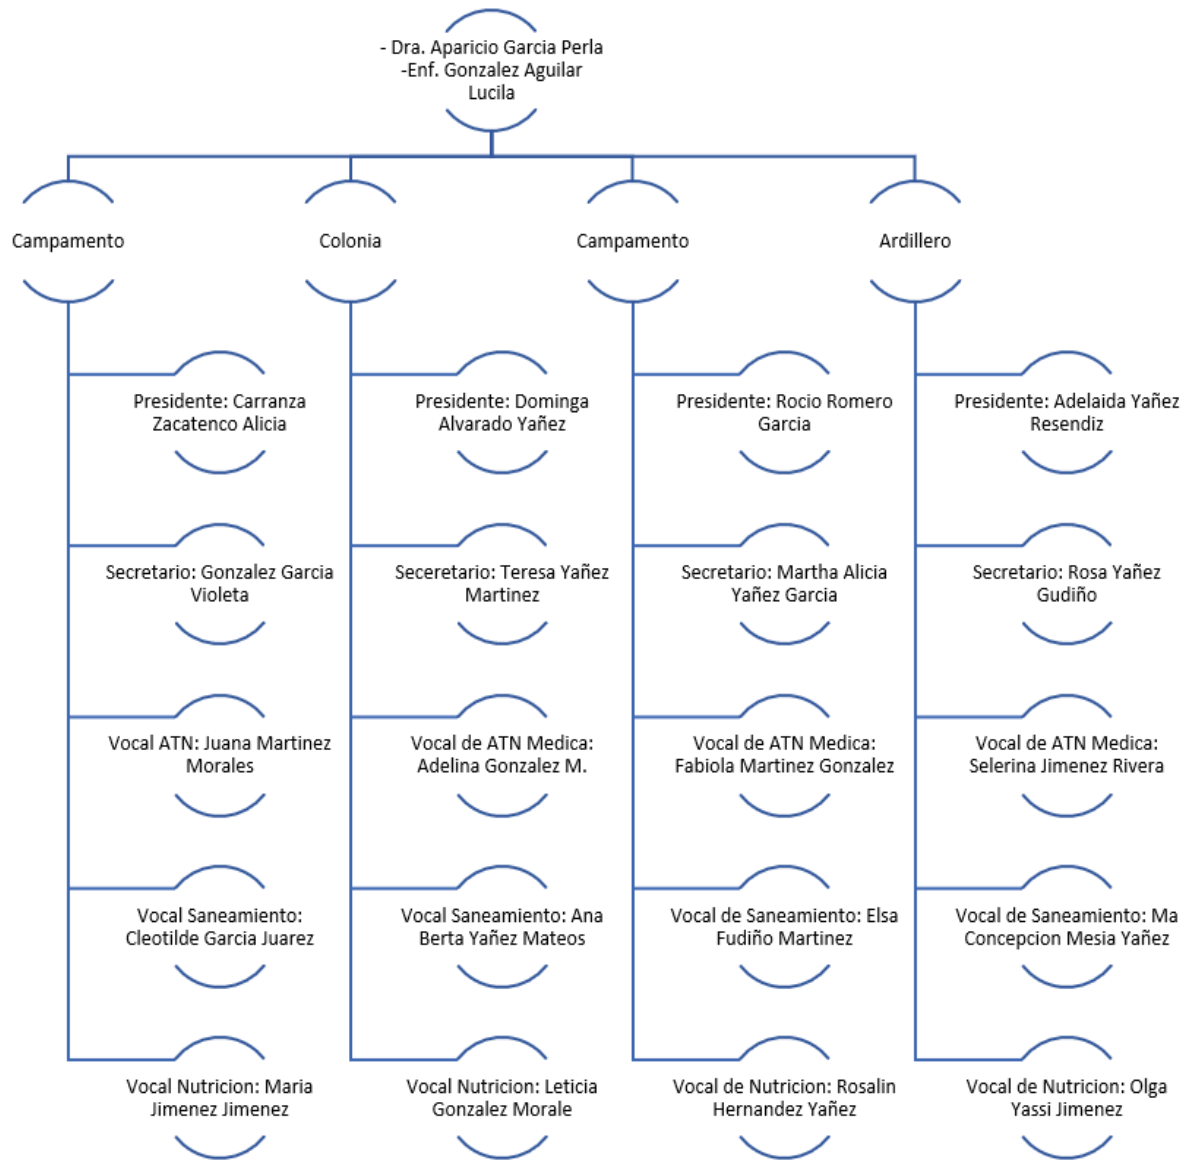 - Dra. Aparicio Garcia Perla
-Enf. Gonzalez Aguilar
Lucila
Campamento
Colonia
Campamento
Ardillero
Presidente: Carranza
Zacatenco Alicia
Presidente: Dominga
Alvarado Yañez
Presidente: Rocio Romero
Garcia
Presidente: Adelaida Yañez
Resendiz
Secretario: Gonzalez Garcia
Violeta
Seceretario: Teresa Yañez
Martinez
Secretario: Martha Alicia
Yañez Garcia
Secretario: Rosa Yañez
Gudiño
Vocal ATN: Juana Martinez
Morales
Vocal de ATN Medica:
Adelina Gonzalez M.
Vocal de ATN Medica:
Fabiola Martinez Gonzalez
Vocal de ATN Medica:
Selerina Jimenez Rivera
Vocal Saneamiento:
Cleotilde Garcia Juarez
Vocal Saneamiento: Ana
Berta Yañez Mateos
Vocal de Saneamiento: Elsa
Fudiño Martinez
Vocal de Saneamiento: Ma
Concepcion Mesia Yañez
Vocal Nutricion: Maria
Jimenez Jimenez
Vocal Nutricion: Leticia
Gonzalez Morale
Vocal de Nutricion: Rosalin
Hernandez Yañez
Vocal de Nutricion: Olga
Yassi Jimenez